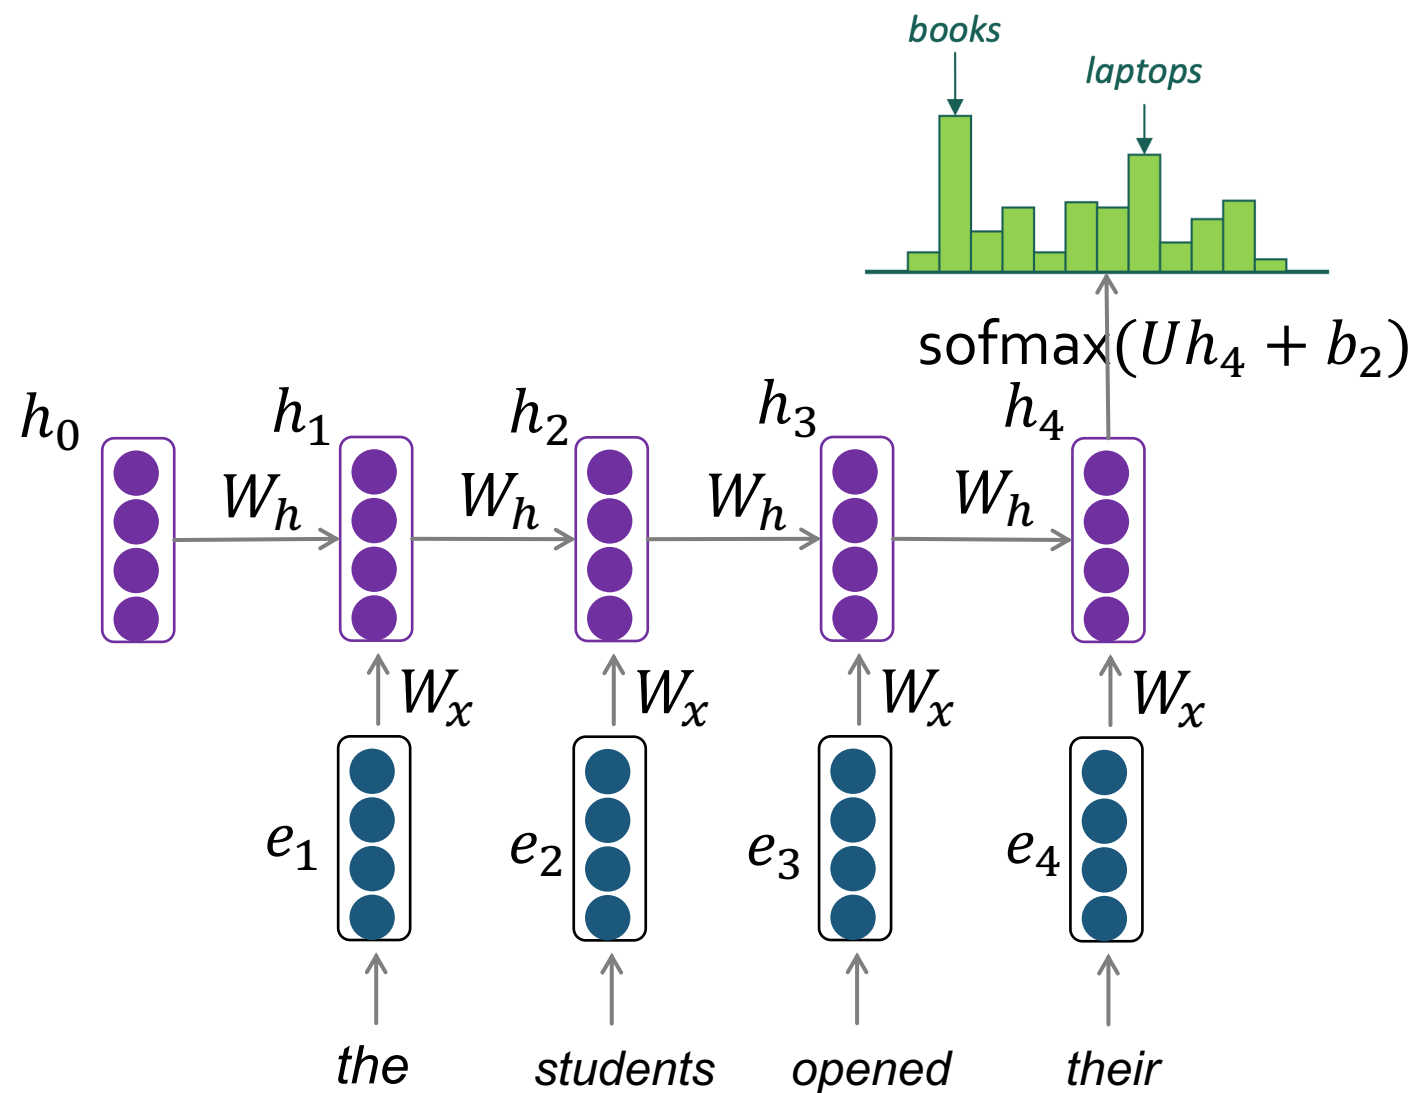 books
laptops
sofmax(Uh₄ + b₂)
h₀
h₁
h₂
h₃
h₄
Wₕ
Wₕ
Wₕ
Wₕ
Wₓ
Wₓ
Wₓ
Wₓ
e₁
e₂
e₃
e₄
the
students
opened
their